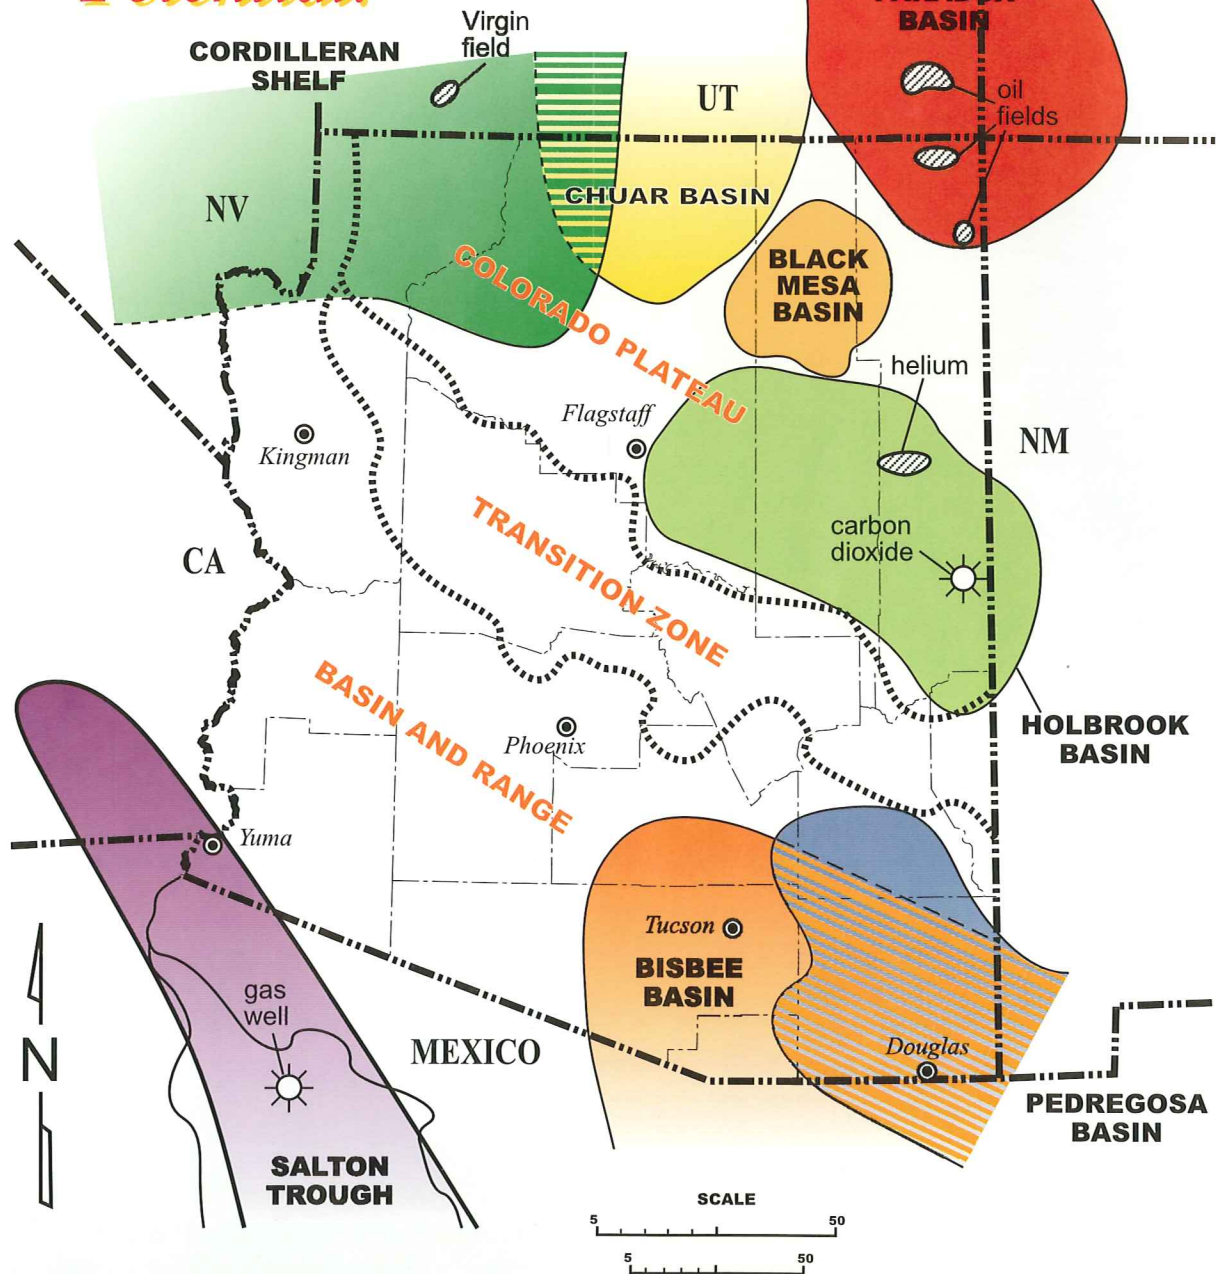 BASIN
Virgin
field
CORDILLERAN
SHELF
UT
oil
fields
NV
CHUAR BASIN
COLORADO PLATEAU
BLACK
MESA
BASIN
helium
Flagstaff
NM
Kingman
TRANSITION ZONE
carbon
dioxide
CA
BASIN AND RANGE
HOLBROOK
BASIN
Phoenix
Yuma
Tucson
BISBEE
BASIN
gas
well
N
MEXICO
Douglas
PEDREGOSA
BASIN
SALTON
TROUGH
SCALE
5 50
5 50